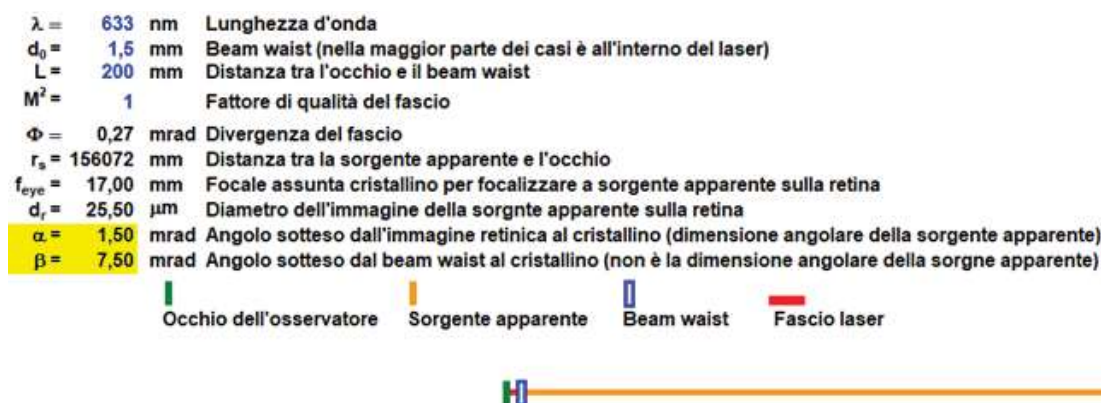 λ = 633 nm Lunghezza d'onda
d₀ = 1,5 mm Beam waist (nella maggior parte dei casi è all'interno del laser)
L = 200 mm Distanza tra l'occhio e il beam waist
M² = 1 Fattore di qualità del fascio
Φ = 0,27 mrad Divergenza del fascio
rₛ = 156072 mm Distanza tra la sorgente apparente e l'occhio
f_eye = 17,00 mm Focale assunta cristallino per focalizzare a sorgente apparente sulla retina
dᵣ = 25,50 µm Diametro dell'immagine della sorgnte apparente sulla retina
α = 1,50 mrad Angolo sotteso dall'immagine retinica al cristallino (dimensione angolare della sorgente apparente)
β = 7,50 mrad Angolo sotteso dal beam waist al cristallino (non è la dimensione angolare della sorgne apparente)
Occhio dell'osservatore Sorgente apparente Beam waist Fascio laser